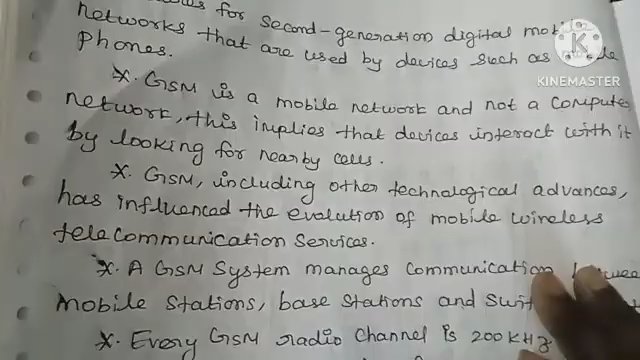 for second-generation digital mobile
networks that are used by devices such as
phones.
*. GSM is a mobile network and not a compute
network, this implies that devices interact with it
by looking for nearby cells.
*. GSM, including other technological advances,
has influenced the evolution of mobile wireless
telecommunication services.
*. A GSM System manages communication
mobile stations, base stations and
*. Every GSM radio channel is 200KHz
KINEMASTER